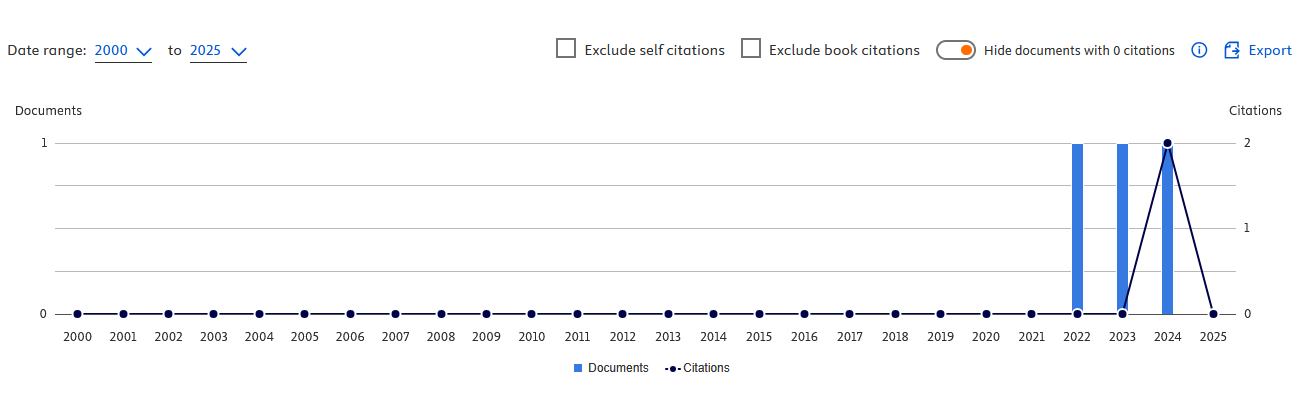 Date range: 2000 to 2025 Exclude self citations Exclude book citations Hide documents with 0 citations Export
Documents Citations
1 2
1
0 0
2000 2001 2002 2003 2004 2005 2006 2007 2008 2009 2010 2011 2012 2013 2014 2015 2016 2017 2018 2019 2020 2021 2022 2023 2024 2025
Documents Citations